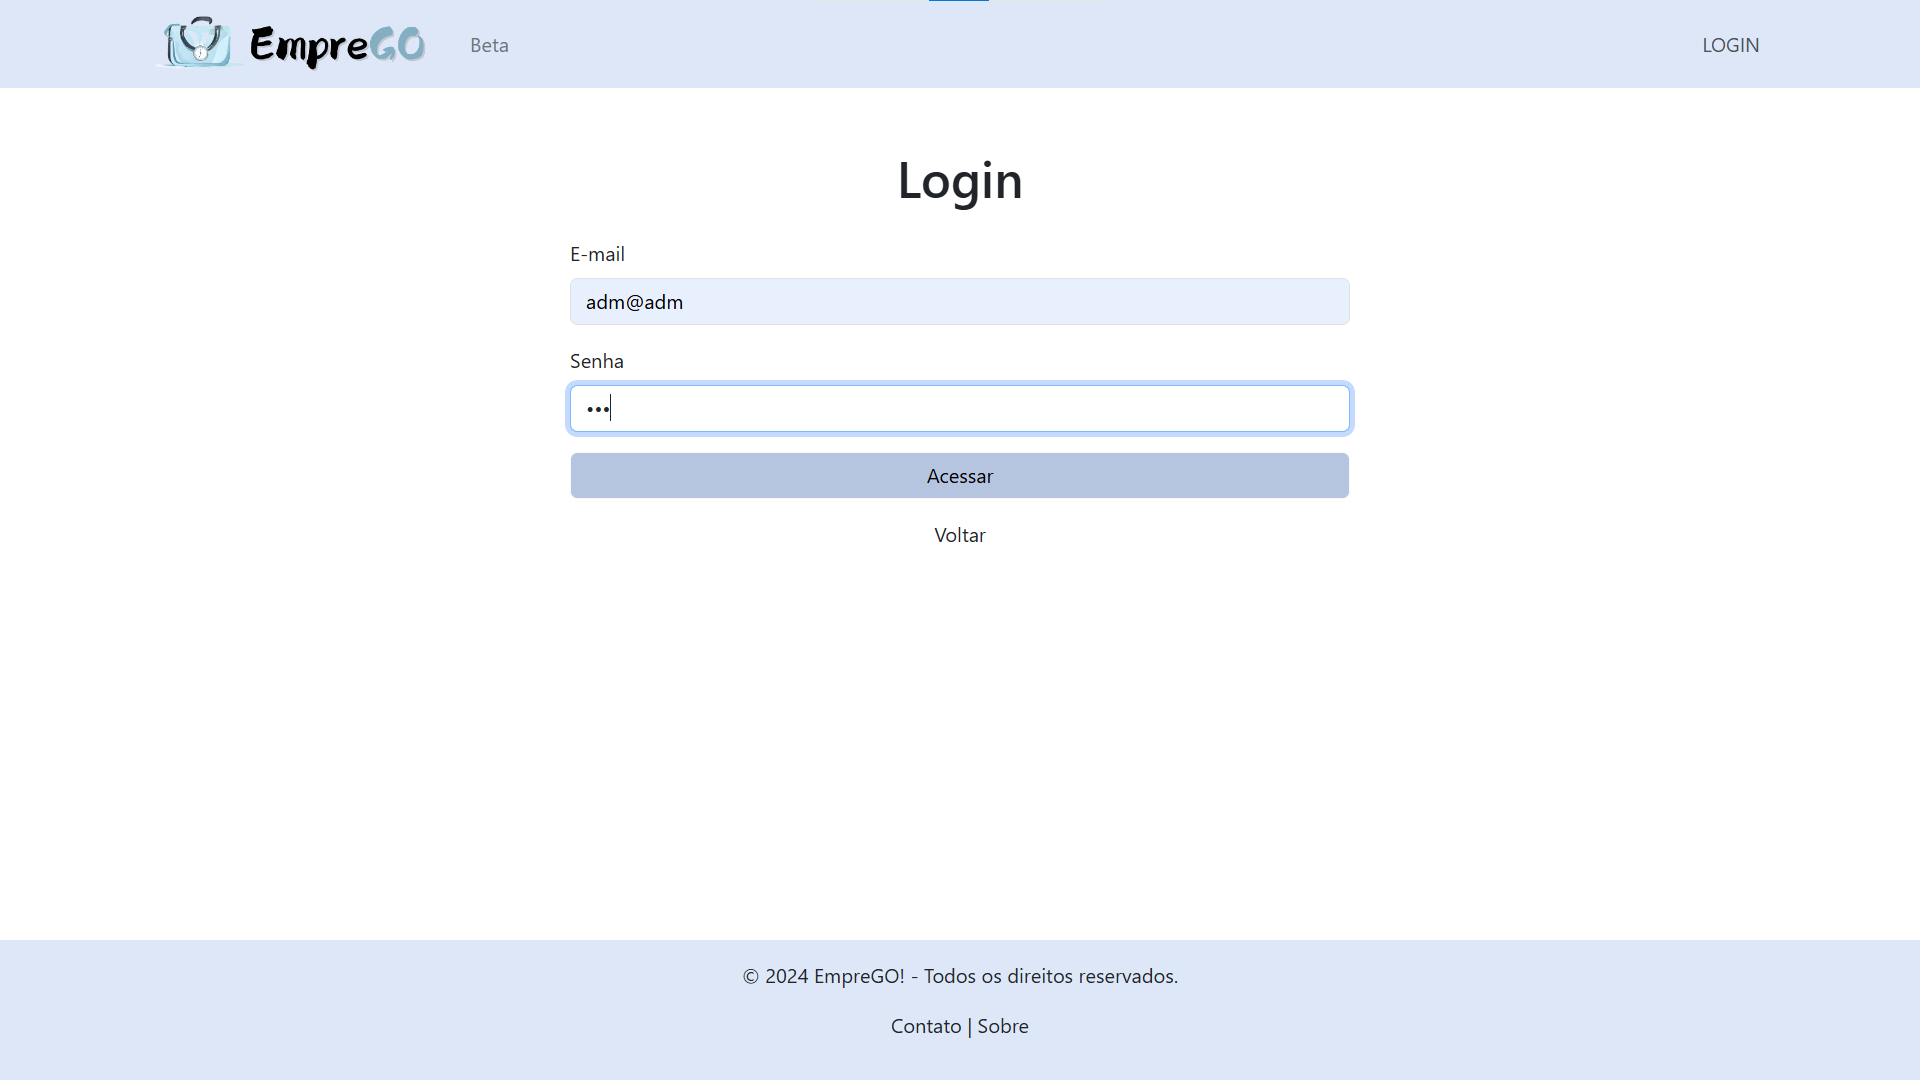 EmpreGO
Beta
LOGIN
Login
E-mail
adm@adm
Senha
•••
Acessar
Voltar
© 2024 EmpreGO! - Todos os direitos reservados.
Contato | Sobre